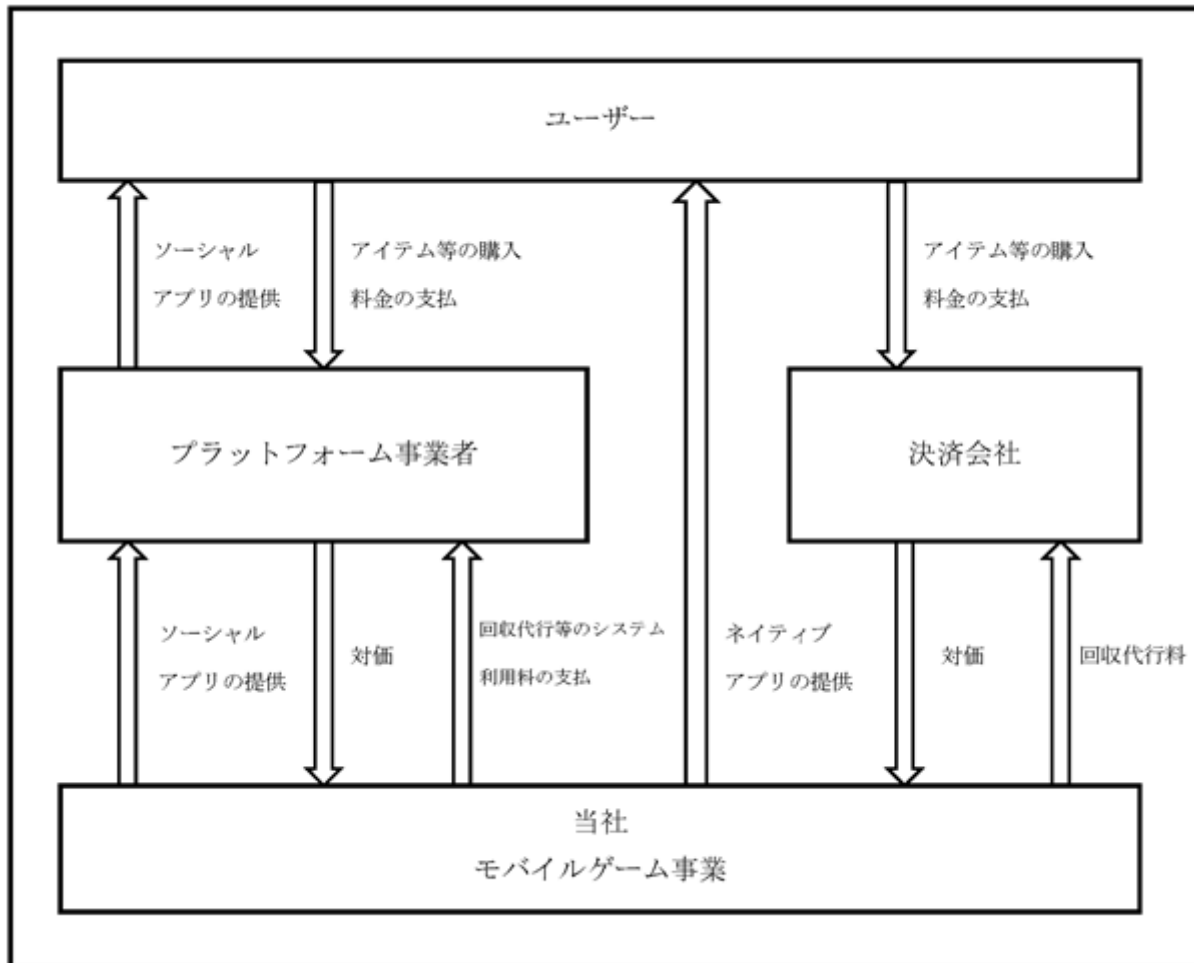 ユーザー
ソーシャル
アプリの提供
アイテム等の購入
料金の支払
アイテム等の購入
料金の支払
プラットフォーム事業者
決済会社
ソーシャル
アプリの提供
対価
回収代行等のシステム
利用料の支払
ネイティブ
アプリの提供
対価
回収代行料
当社
モバイルゲーム事業